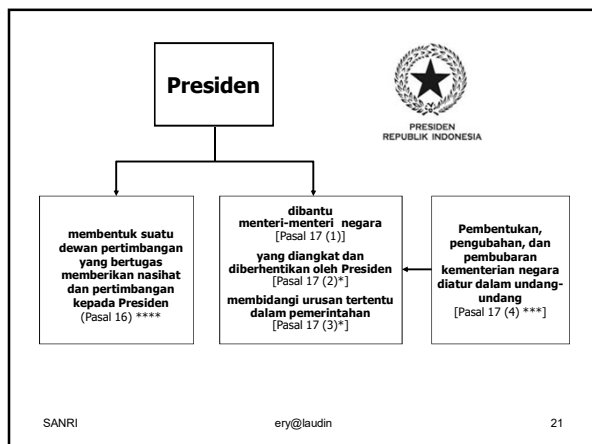 Presiden
PRESIDEN
REPUBLIK INDONESIA
membentuk suatu
dewan pertimbangan
yang bertugas
memberikan nasihat
dan pertimbangan
kepada Presiden
(Pasal 16) ****
dibantu
menteri-menteri negara
[Pasal 17 (1)]
yang diangkat dan
diberhentikan oleh Presiden
[Pasal 17 (2)*]
membidangi urusan tertentu
dalam pemerintahan
[Pasal 17 (3)*]
Pembentukan,
pengubahan, dan
pembubaran
kementerian negara
diatur dalam undang-
undang
[Pasal 17 (4) ***]
SANRI
ery@laudin
21